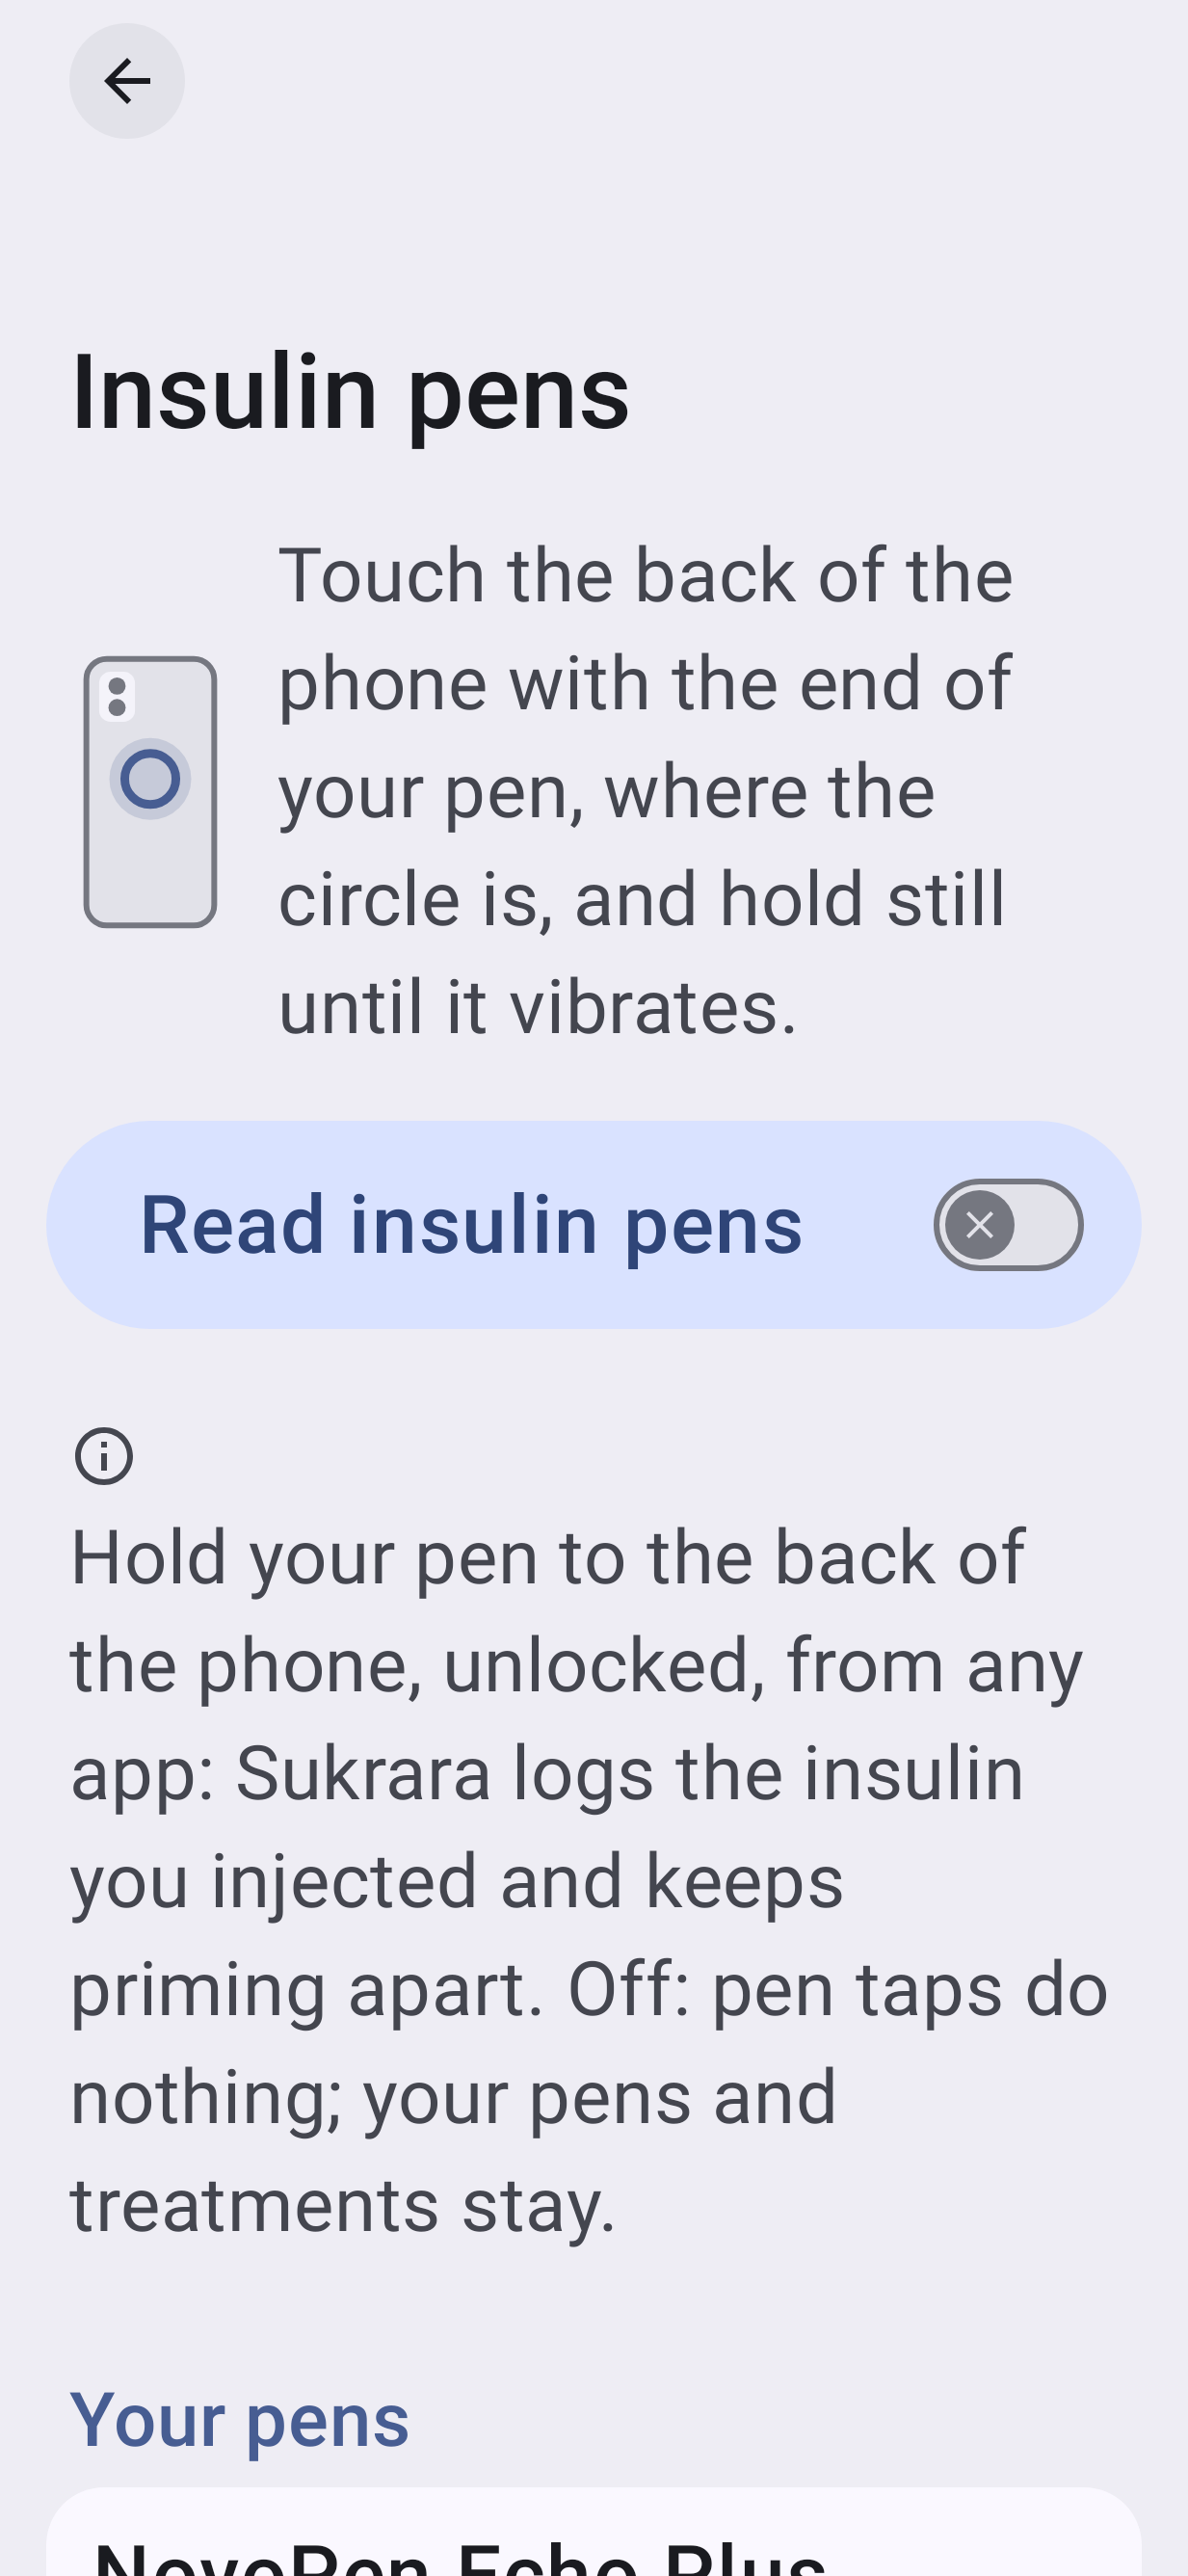 Insulin pens
Touch the back of the
phone with the end of
your pen, where the
circle is, and hold still
until it vibrates.
Read insulin pens
Hold your pen to the back of
the phone, unlocked, from any
app: Sukrara logs the insulin
you injected and keeps
priming apart. Off: pen taps do
nothing; your pens and
treatments stay.
Your pens
NovoPen Echo Plus